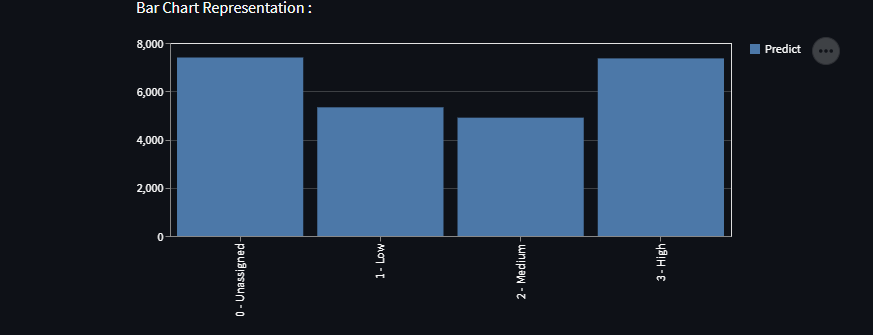 Bar Chart Representation :
8,000
6,000
4,000
2,000
0
0 - Unassigned
1 - Low
2 - Medium
3 - High
Predict